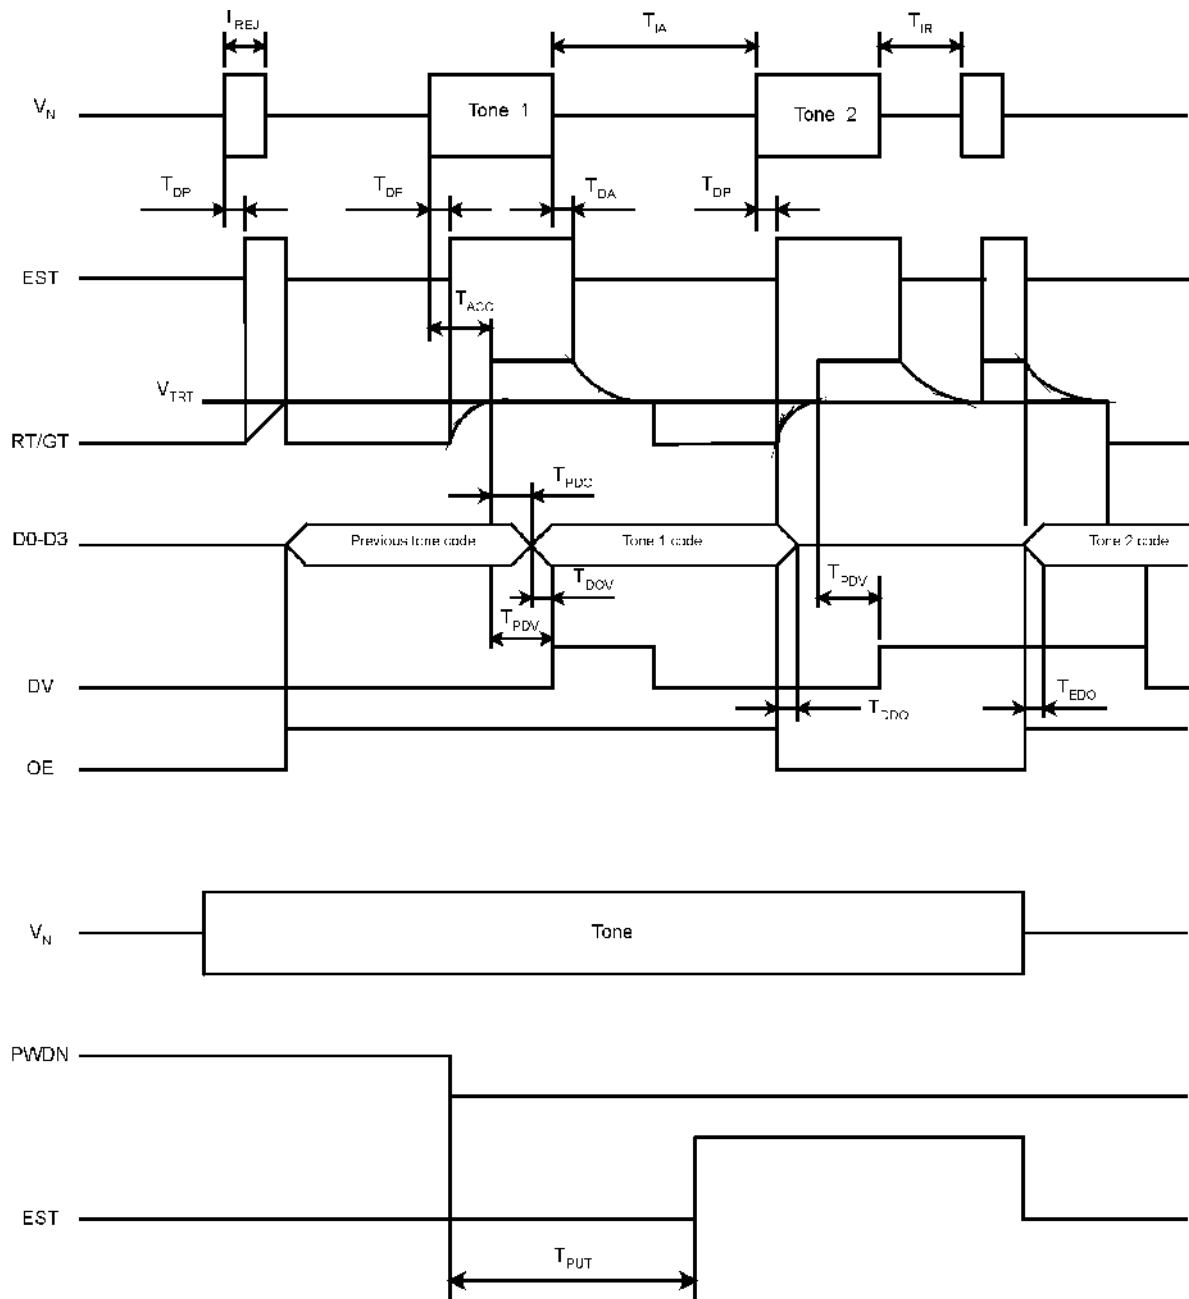 T_REJ T_IA T_IR
V_N Tone 1 Tone 2
T_DP T_DF T_DA T_DP
EST
T_ACC
V_TRT
RT/GT
T_PDO
D0-D3 Previous tone code Tone 1 code Tone 2 code
T_DOV T_PDV
T_PDV
DV T_EDO
T_DDO
OE
V_N Tone
PWDN
EST
T_PUT